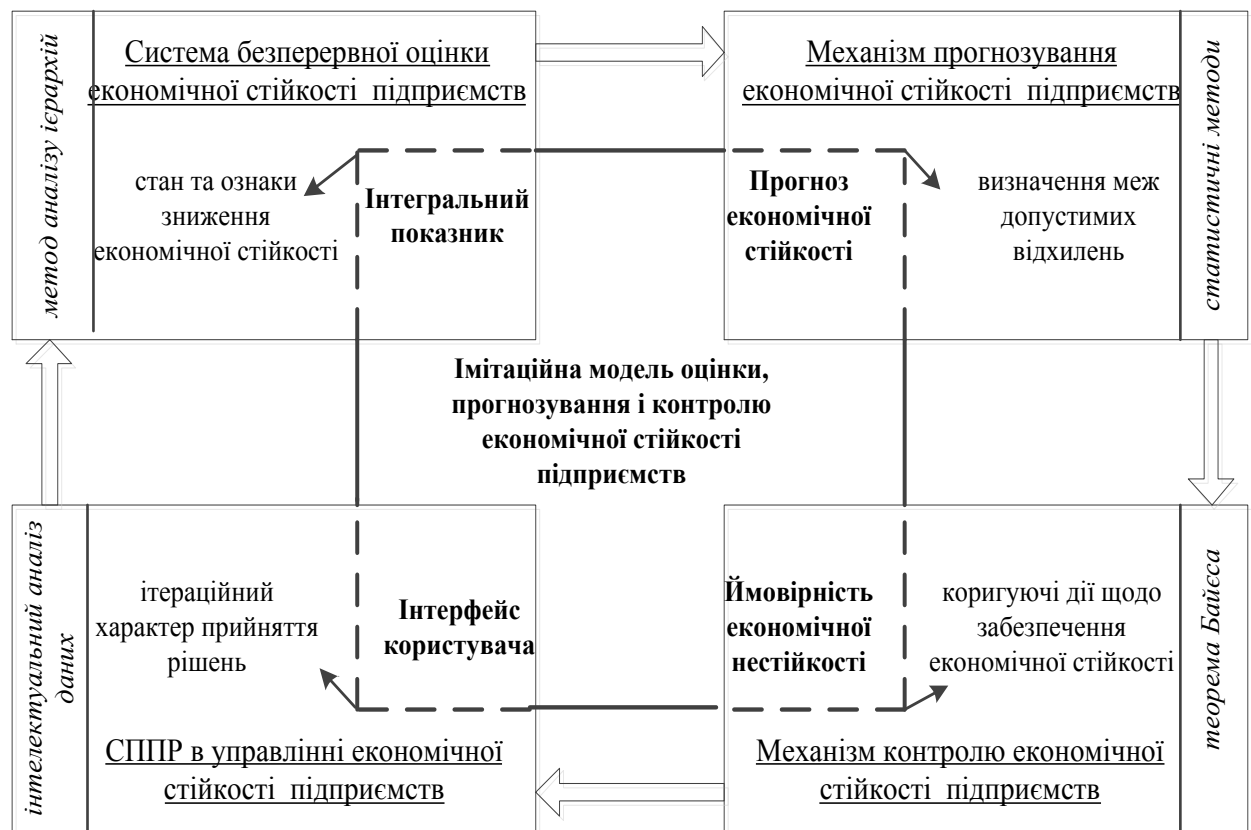 метод аналізу ієрархій
Система безперервної оцінки
економічної стійкості підприємств
стан та ознаки
зниження
економічної стійкості
Інтегральний
показник
Механізм прогнозування
економічної стійкості підприємств
Прогноз
економічної
стійкості
визначення меж
допустимих
відхилень
статистичні методи
Імітаційна модель оцінки,
прогнозування і контролю
економічної стійкості
підприємств
інтелектуальний аналіз
даних
ітераційний
характер прийняття
рішень
Інтерфейс
користувача
СППР в управлінні економічної
стійкості підприємств
Ймовірність
економічної
нестійкості
коригуючі дії щодо
забезпечення
економічної стійкості
Механізм контролю економічної
стійкості підприємств
теорема Байєса